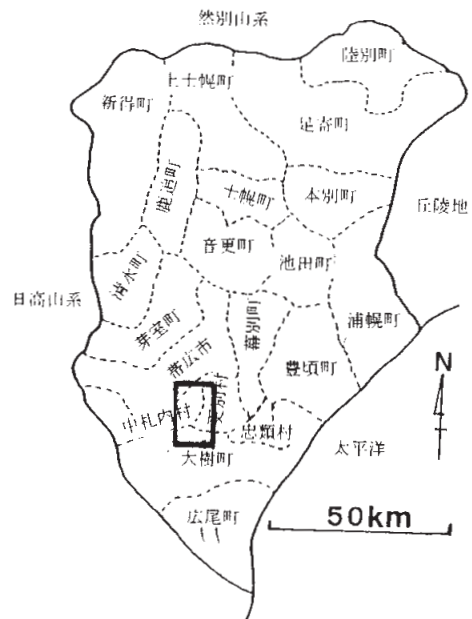 然別山系
陸別町
上士幌町
新得町
足寄町
鹿追町
士幌町
本別町
丘陵地
音更町
池田町
清水町
日高山系
浦幌町
芽室町
幕別町
帯広市
豊頃町
N
更別村
中札内村
忠類村
大樹町
太平洋
広尾町
50km